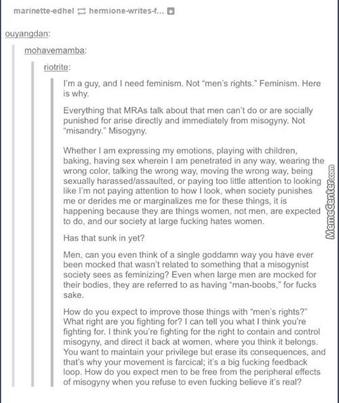 marinette-edhel hermione-writes-f...
ouyangdan:
mohavemamba:
riotrite:
I'm a guy, and I need feminism. Not "men's rights." Feminism. Here
is why.
Everything that MRAs talk about that men can't do or are socially
punished for arise directly and immediately from misogyny. Not
"misandry." Misogyny.
Whether I am expressing my emotions, playing with children,
baking, having sex wherein I am penetrated in any way, wearing the
wrong color, talking the wrong way, moving the wrong way, being
sexually harassed/assaulted, or paying too little attention to looking
like I'm not paying attention to how I look, when society punishes
me or derides me or marginalizes me for these things, it is
happening because they are things women, not men, are expected
to do, and our society at large fucking hates women.
Has that sunk in yet?
Men, can you even think of a single goddamn way you have ever
been mocked that wasn't related to something that a misogynist
society sees as feminizing? Even when large men are mocked for
their bodies, they are referred to as having "man-boobs," for fucks
sake.
How do you expect to improve those things with "men's rights?"
What right are you fighting for? I can tell you what I think you're
fighting for. I think you're fighting for the right to contain and control
misogyny, and direct it back at women, where you think it belongs.
You want to maintain your privilege but erase its consequences, and
that's why your movement is farcical; it's a big fucking feedback
loop. How do you expect men to be free from the peripheral effects
of misogyny when you refuse to even fucking believe it's real?
MemeCenter.com